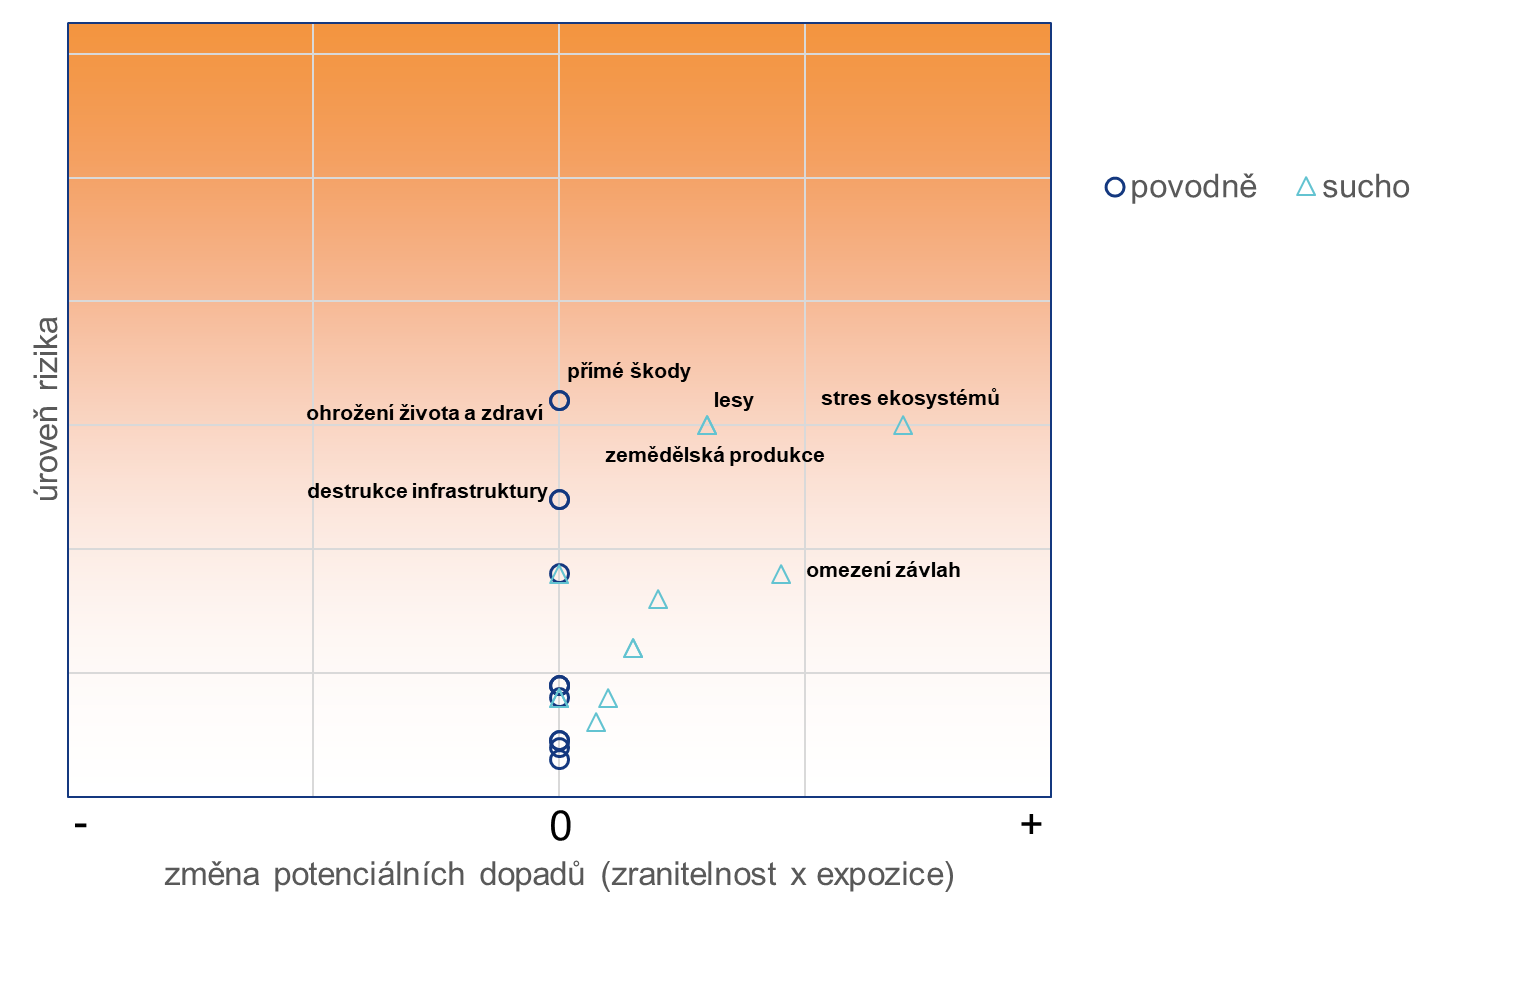 povodně
sucho
přímé škody
ohrožení života a zdraví
lesy
stres ekosystémů
zemědělská produkce
destrukce infrastruktury
omezení závlah
úroveň rizika
-
0
+
změna potenciálních dopadů (zranitelnost x expozice)